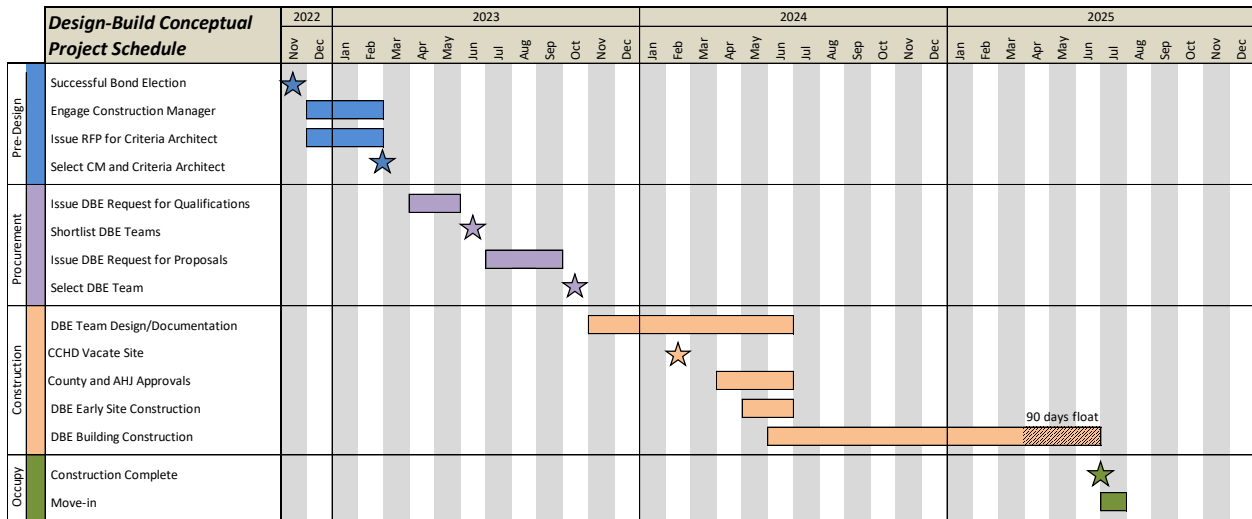 Design-Build Conceptual
Project Schedule
2022 2023 2024 2025
Nov Dec Jan Feb Mar Apr May Jun Jul Aug Sep Oct Nov Dec Jan Feb Mar Apr May Jun Jul Aug Sep Oct Nov Dec Jan Feb Mar Apr May Jun Jul Aug Sep Oct Nov Dec
Pre-Design
Successful Bond Election
Engage Construction Manager
Issue RFP for Criteria Architect
Select CM and Criteria Architect
Procurement
Issue DBE Request for Qualifications
Shortlist DBE Teams
Issue DBE Request for Proposals
Select DBE Team
Construction
DBE Team Design/Documentation
CCHD Vacate Site
County and AHJ Approvals
DBE Early Site Construction
90 days float
DBE Building Construction
Occupy
Construction Complete
Move-in